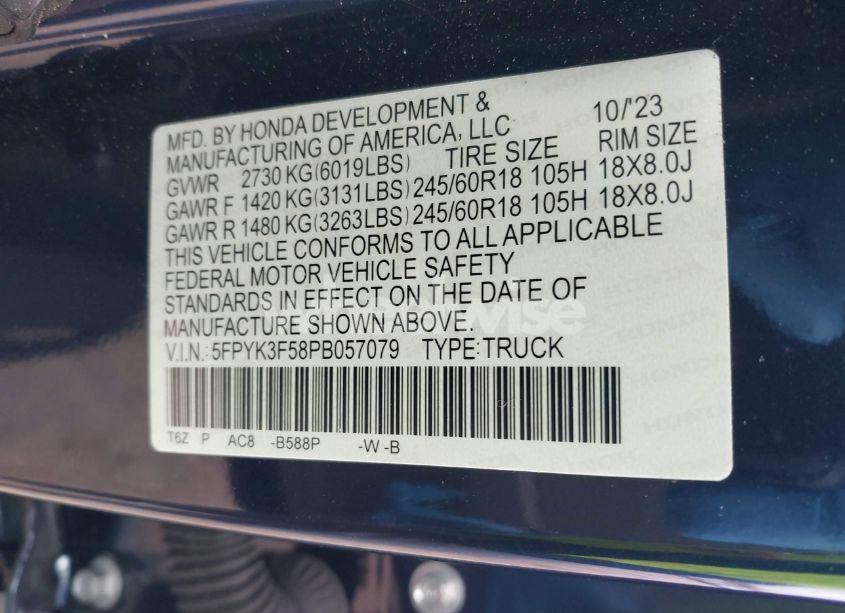 MFD. BY HONDA DEVELOPMENT & 10/'23
MANUFACTURING OF AMERICA, LLC
GVWR 2730 KG(6019LBS) TIRE SIZE RIM SIZE
GAWR F 1420 KG(3131LBS) 245/60R18 105H 18X8.0J
GAWR R 1480 KG(3263LBS) 245/60R18 105H 18X8.0J
THIS VEHICLE CONFORMS TO ALL APPLICABLE
FEDERAL MOTOR VEHICLE SAFETY
STANDARDS IN EFFECT ON THE DATE OF
MANUFACTURE SHOWN ABOVE.
V.I.N.: 5FPYK3F58PB057079 TYPE: TRUCK
T6Z P AC8 -B588P -W -B